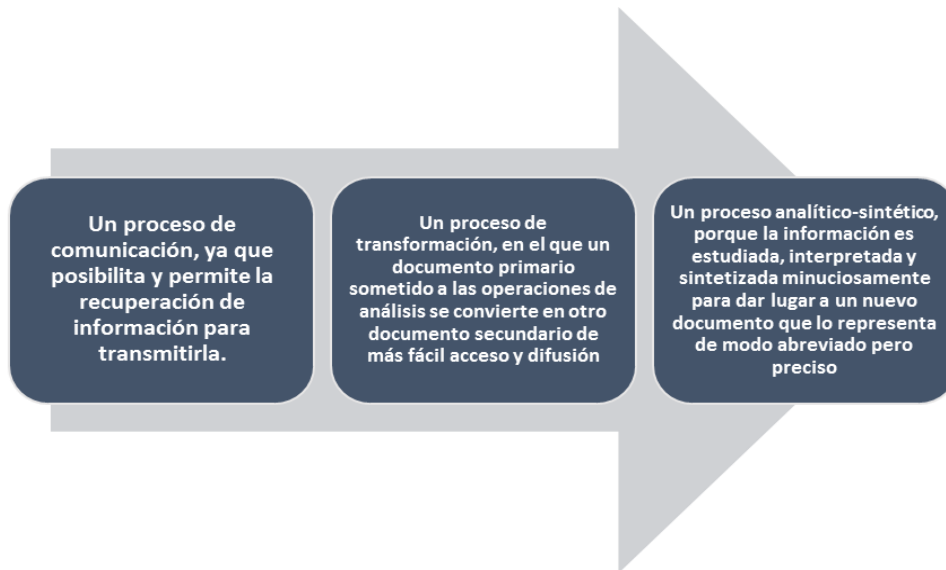 Un proceso de
comunicación, ya que
posibilita y permite la
recuperación de
información para
transmitirla.
Un proceso de
transformación, en el que un
documento primario
sometido a las operaciones de
análisis se convierte en otro
documento secundario de
más fácil acceso y difusión
Un proceso analítico-sintético,
porque la información es
estudiada, interpretada y
sintetizada minuciosamente
para dar lugar a un nuevo
documento que lo representa
de modo abreviado pero
preciso